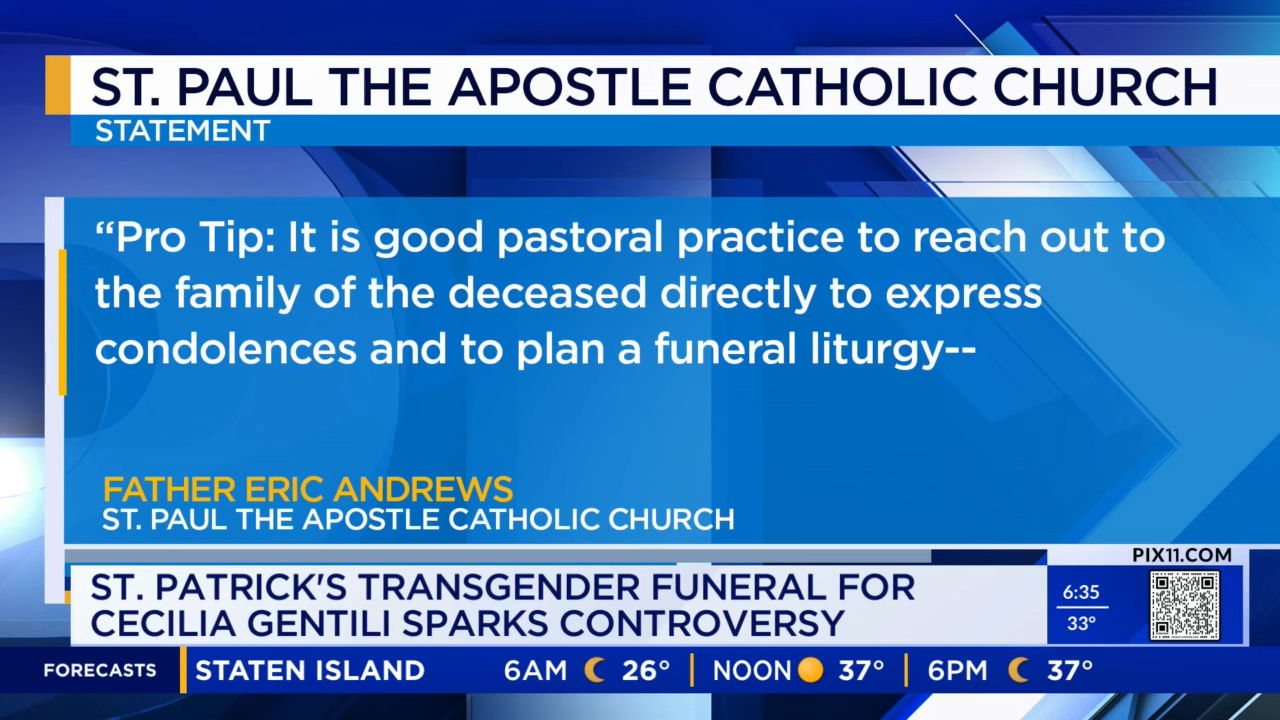 ST. PAUL THE APOSTLE CATHOLIC CHURCH
STATEMENT
“Pro Tip: It is good pastoral practice to reach out to
the family of the deceased directly to express
condolences and to plan a funeral liturgy--
FATHER ERIC ANDREWS
ST. PAUL THE APOSTLE CATHOLIC CHURCH
PIX11.COM
ST. PATRICK'S TRANSGENDER FUNERAL FOR
CECILIA GENTILI SPARKS CONTROVERSY
6:35
33°
FORECASTS STATEN ISLAND 6AM 26° NOON 37° 6PM 37°